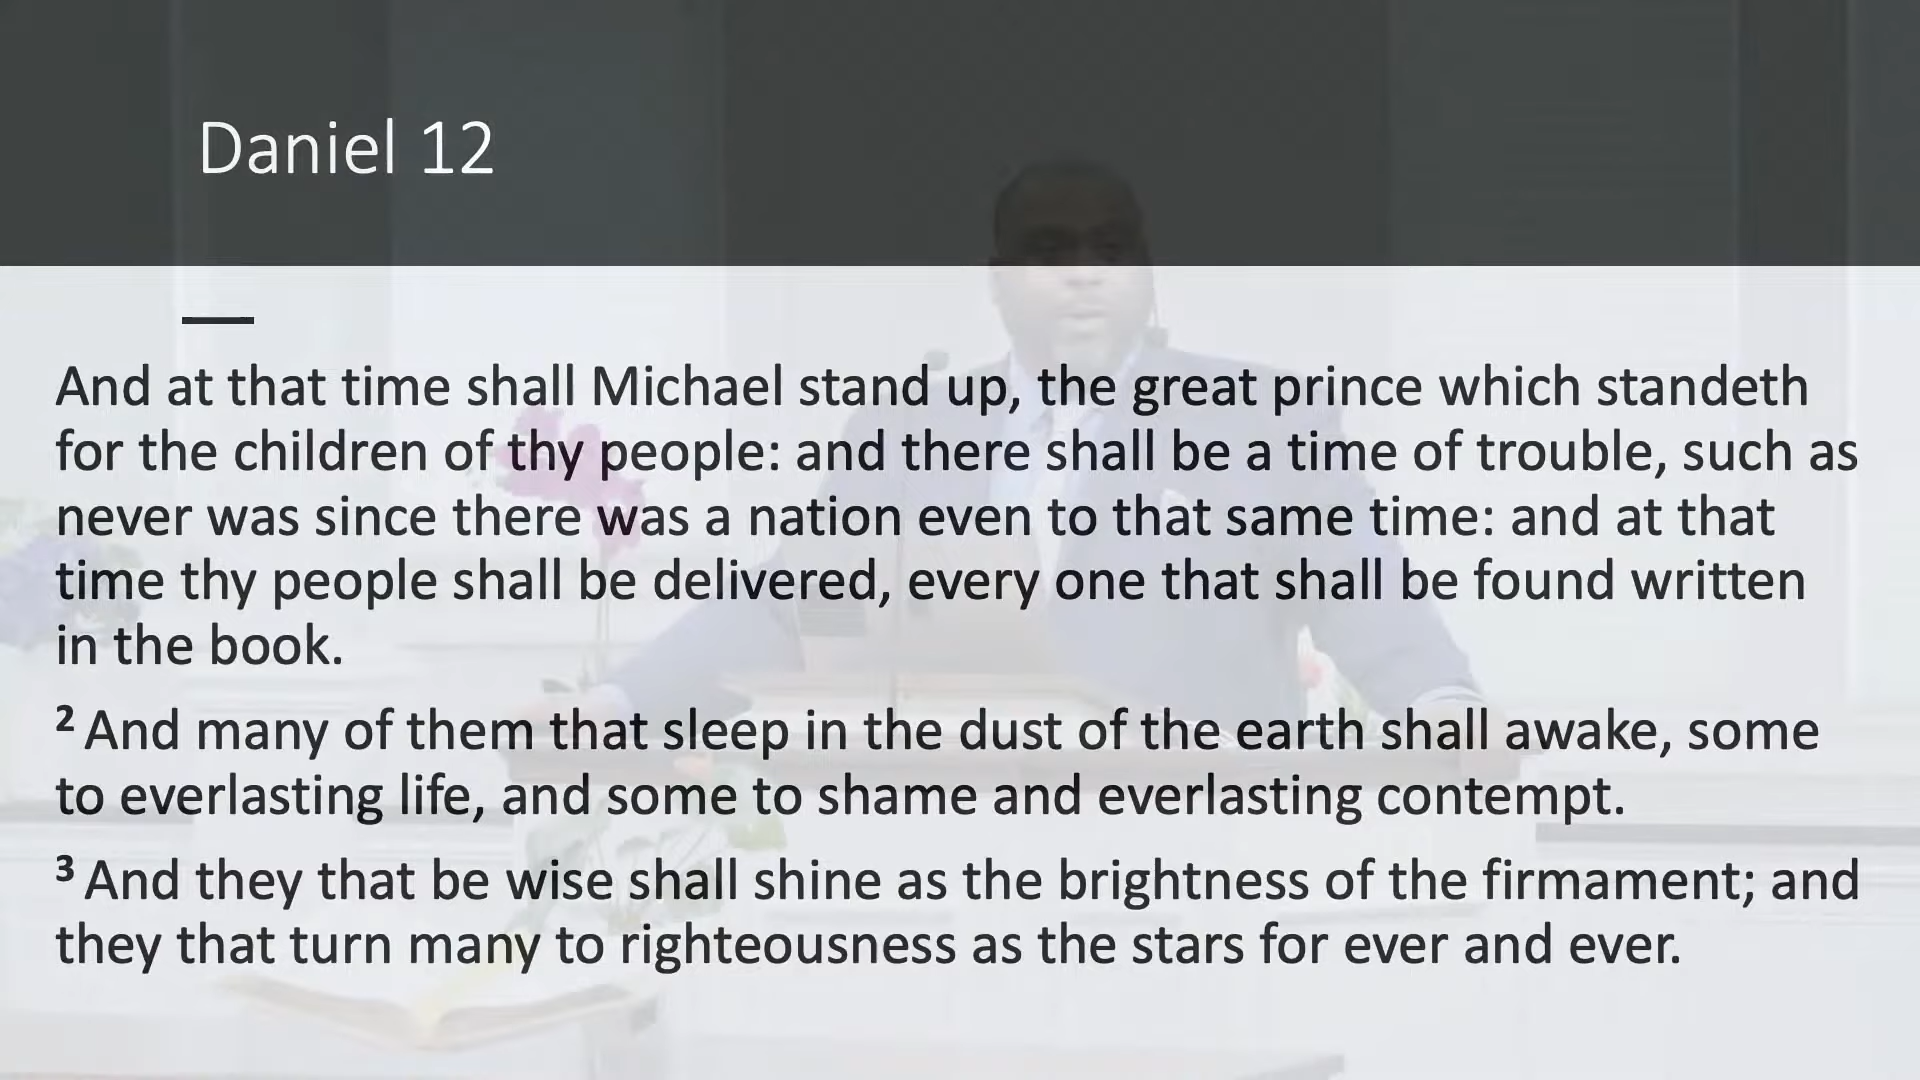 Daniel 12
And at that time shall Michael stand up, the great prince which standeth
for the children of thy people: and there shall be a time of trouble, such as
never was since there was a nation even to that same time: and at that
time thy people shall be delivered, every one that shall be found written
in the book.
2 And many of them that sleep in the dust of the earth shall awake, some
to everlasting life, and some to shame and everlasting contempt.
3 And they that be wise shall shine as the brightness of the firmament; and
they that turn many to righteousness as the stars for ever and ever.